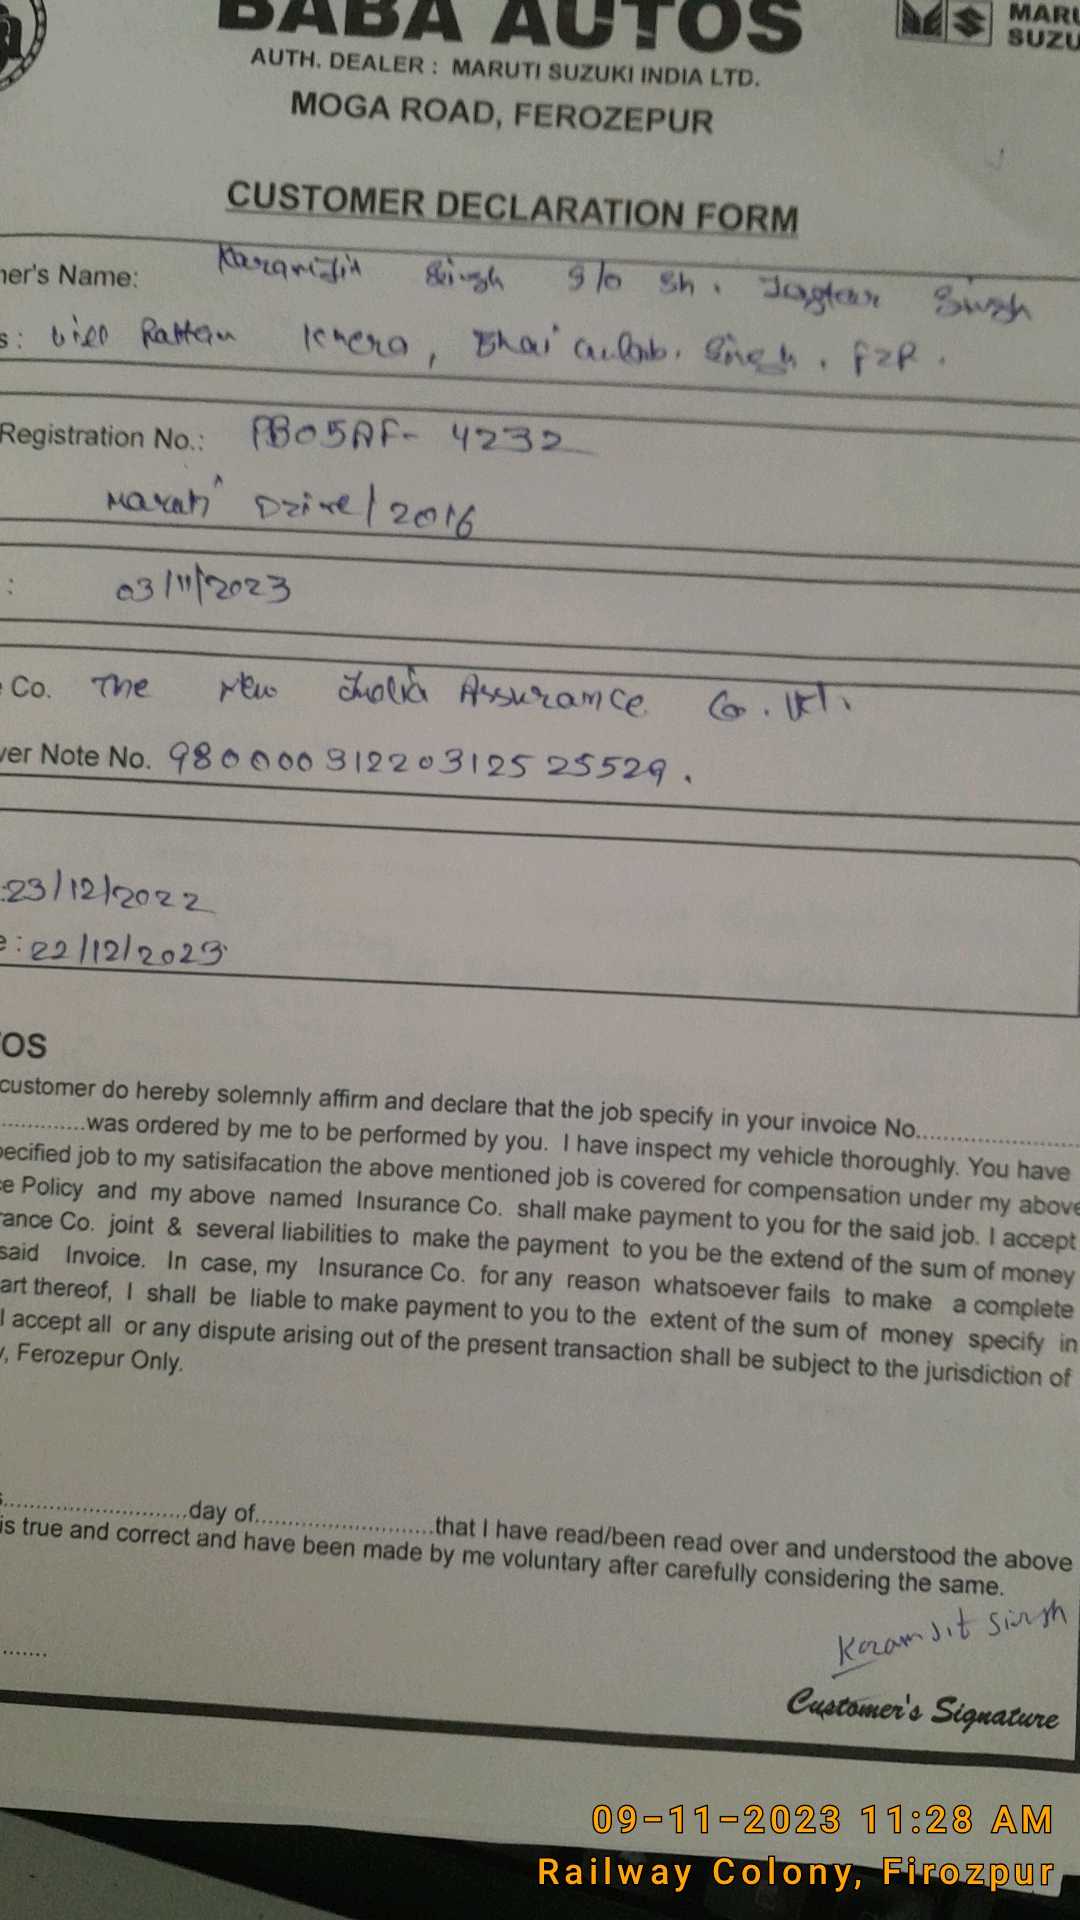 BABA AUTOS
MARU
SUZU
AUTH. DEALER : MARUTI SUZUKI INDIA LTD.
MOGA ROAD, FEROZEPUR
CUSTOMER DECLARATION FORM
ner's Name: Karamjit Singh S/o Sh. Jagtar Singh
s: Vill Rattan Khera, Bhai Singh. FZR.
Registration No.: PB05AF- 4232
Maruti Dzire/2016
: 03/11/2023
Co. The New India Assurance Co. Ltd.
ver Note No. 98000031220312525529.
:23/12/2022
e: 22/12/2023
OS
customer do hereby solemnly affirm and declare that the job specify in your invoice No.................
.............was ordered by me to be performed by you. I have inspect my vehicle thoroughly. You have
pecified job to my satisifacation the above mentioned job is covered for compensation under my above
e Policy and my above named Insurance Co. shall make payment to you for the said job. I accept
rance Co. joint & several liabilities to make the payment to you be the extend of the sum of money
said Invoice. In case, my Insurance Co. for any reason whatsoever fails to make a complete
art thereof, I shall be liable to make payment to you to the extent of the sum of money specify in
I accept all or any dispute arising out of the present transaction shall be subject to the jurisdiction of
, Ferozepur Only.
s............................day of...........................that I have read/been read over and understood the above
is true and correct and have been made by me voluntary after carefully considering the same.
Karamjit Singh
.......
Customer's Signature
09-11-2023 11:28 AM
Railway Colony, Firozpur